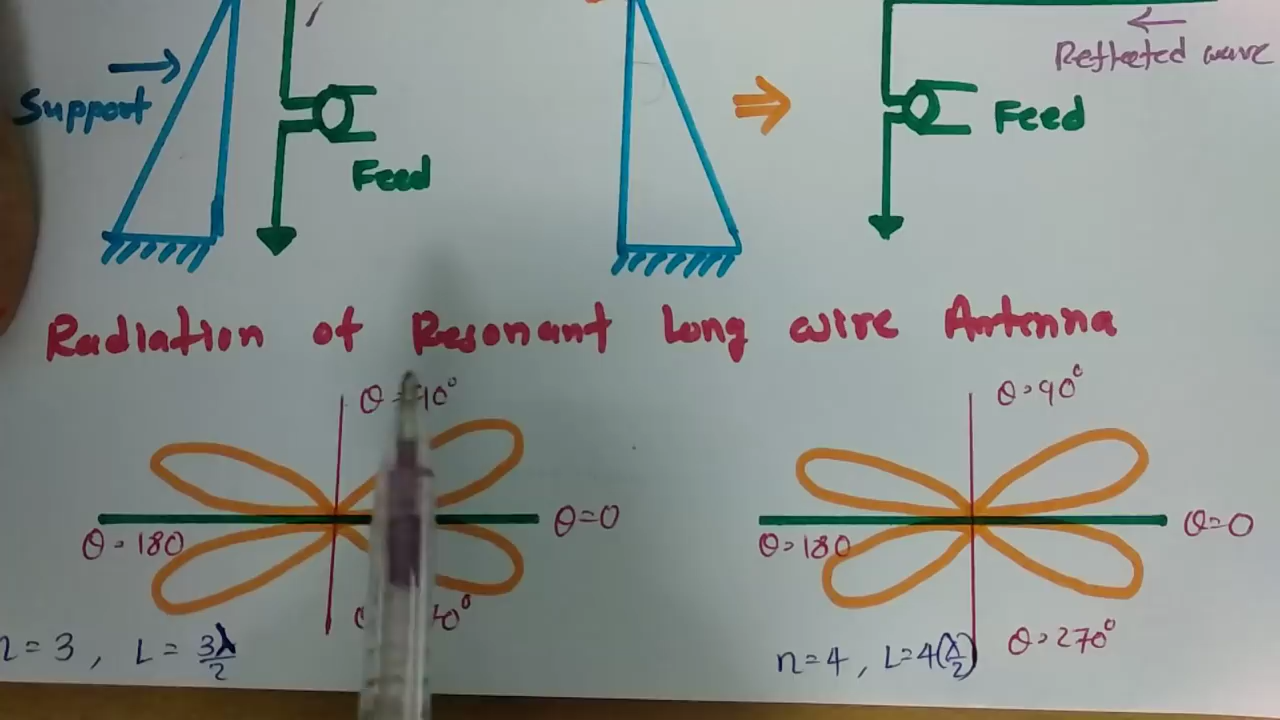 Reflected wave
Support
Feed
Feed
Radiation of Resonant Long wire Antenna
θ = 90°
θ = 90°
θ=0
θ=0
θ = 180
θ = 180
θ = 270°
n = 3 , L = 3λ/2
n=4 , L=4(λ/2)